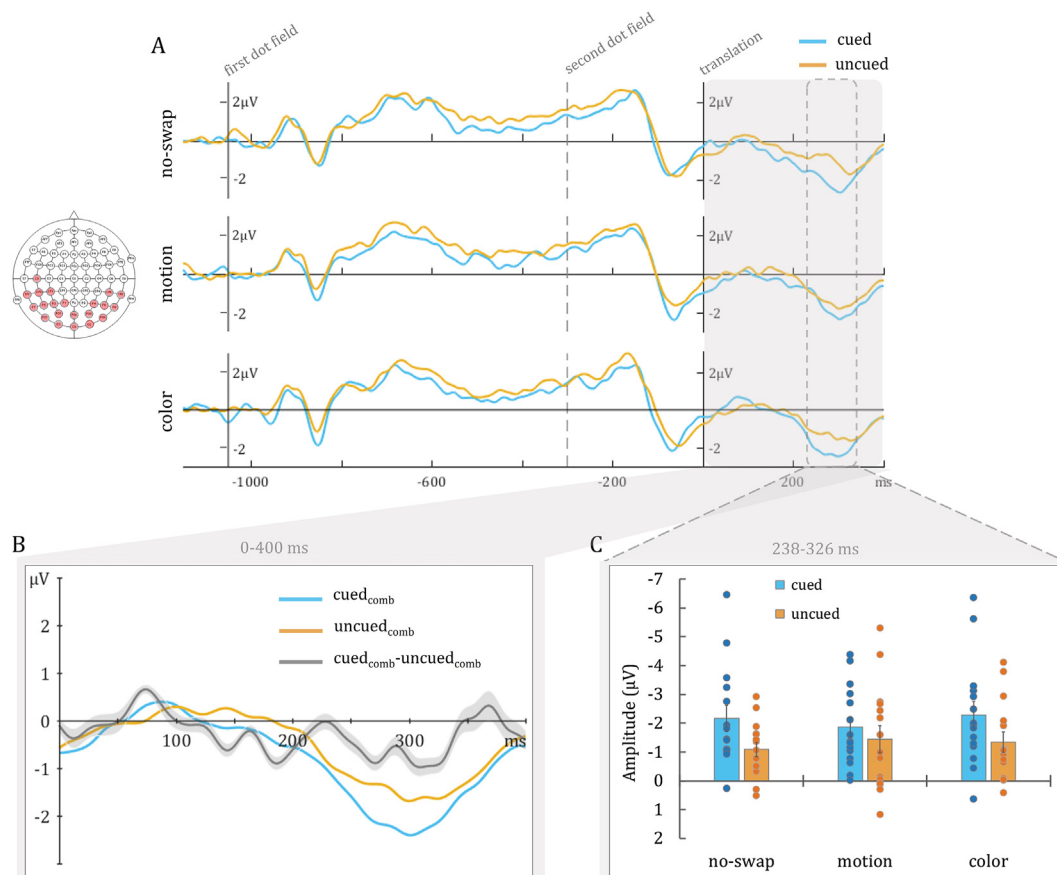 A
first dot field
second dot field
translation
cued
uncued
no-swap
2μV
-2
2μV
-2
motion
2μV
-2
2μV
-2
color
2μV
-2
2μV
-2
-1000
-600
-200
200
ms
B
0-400 ms
μV
2
1
0
-1
-2
100
200
300
ms
cuedcomb
uncuedcomb
cuedcomb-uncuedcomb
C
238-326 ms
cued
uncued
Amplitude (μV)
-7
-6
-5
-4
-3
-2
-1
0
1
2
no-swap
motion
color